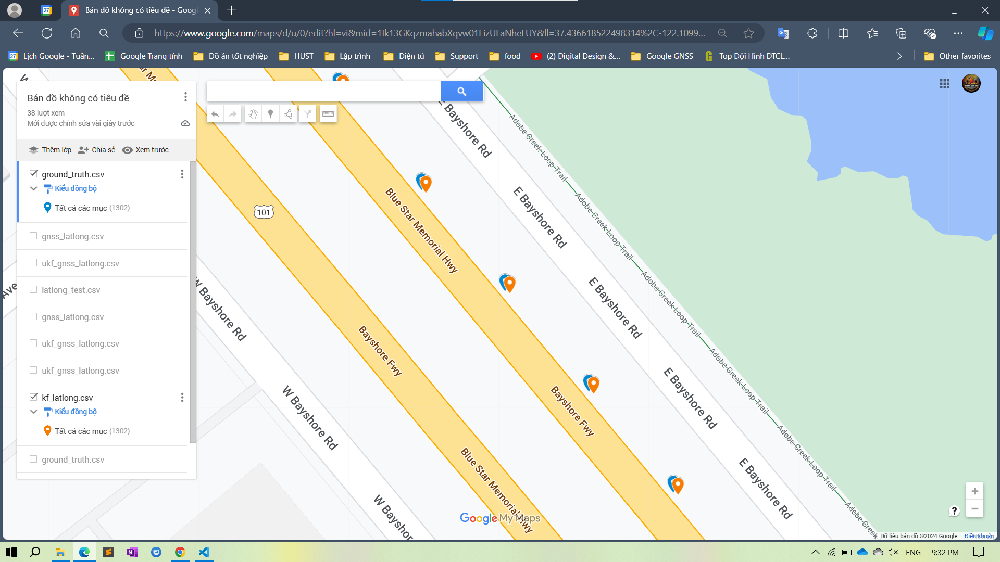 27
Bản đồ không có tiêu đề - Googl
https://www.google.com/maps/d/u/0/edit?hl=vi&mid=1Ik13GKqzmahabXqvw01EizUFaNheLUY&ll=37.436618522498314%2C-122.1099...
27 Lịch Google - Tuần...
Google Trang tính
Đồ án tốt nghiệp
HUST
Lập trình
Điện tử
Support
food
(2) Digital Design &...
Google GNSS
G Top Đội Hình DTCL...
Other favorites
Bản đồ không có tiêu đề
38 lượt xem
Mới được chỉnh sửa vài giây trước
Thêm lớp
Chia sẻ
Xem trước
ground_truth.csv
Kiểu đồng bộ
Tất cả các mục (1302)
gnss_latlong.csv
ukf_gnss_latlong.csv
latlong_test.csv
gnss_latlong.csv
ukf_gnss_latlong.csv
ukf_gnss_latlong.csv
kf_latlong.csv
Kiểu đồng bộ
Tất cả các mục (1302)
ground_truth.csv
E Bayshore Rd
Adobe Creek Loop Trail
E Bayshore Rd
Adobe Creek Loop Trail
Blue Star Memorial Hwy
101
Ave
W Bayshore Rd
E Bayshore Rd
Adobe Creek Loop Trail
Bayshore Fwy
Adobe Creek Loop Trail
W Bayshore Rd
Bayshore Fwy
E Bayshore Rd
Adobe Creek Loop Trail
Blue Star Memorial Hwy
E Bayshore Rd
W Bayshor
Adobe Creek
Google My Maps
?
Dữ liệu bản đồ ©2024 Google
Điều khoản
ENG
9:32 PM